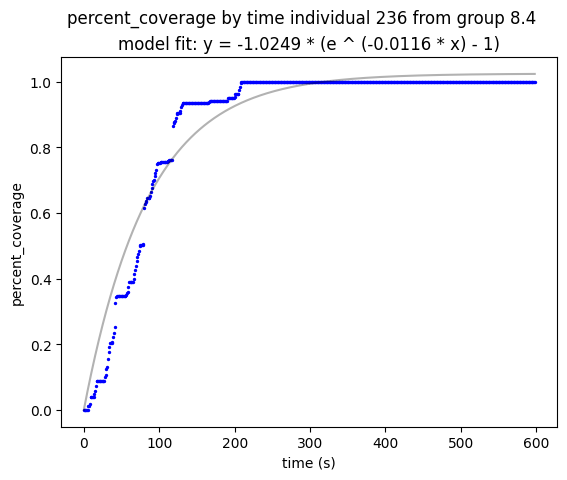 percent_coverage by time individual 236 from group 8.4
model fit: y = -1.0249 * (e ^ (-0.0116 * x) - 1)
1.0
0.8
0.6
0.4
0.2
0.0
percent_coverage
0 100 200 300 400 500 600
time (s)